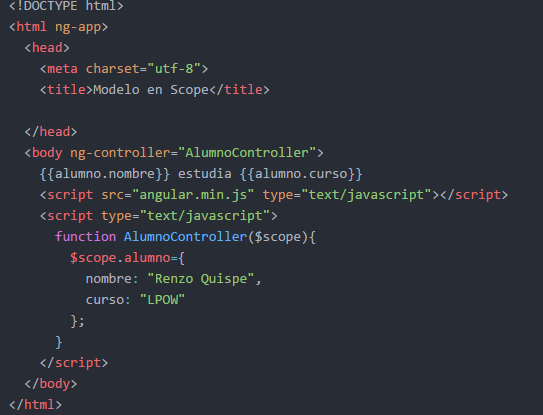 <!DOCTYPE html>
<html ng-app>
  <head>
    <meta charset="utf-8">
    <title>Modelo en Scope</title>

  </head>
  <body ng-controller="AlumnoController">
    {{alumno.nombre}} estudia {{alumno.curso}}
    <script src="angular.min.js" type="text/javascript"></script>
    <script type="text/javascript">
      function AlumnoController($scope){
        $scope.alumno={
          nombre: "Renzo Quispe",
          curso: "LPOW"
        };
      }
    </script>
  </body>
</html>